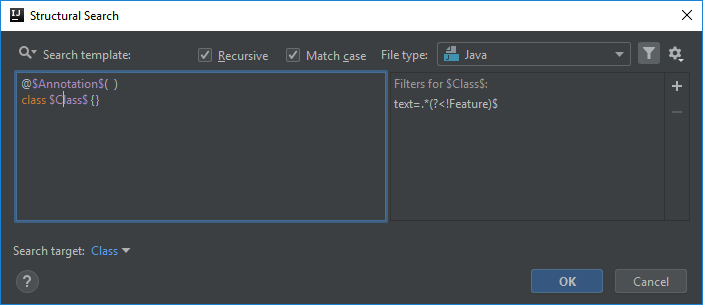 IJ Structural Search
Search template: Recursive Match case File type: Java
@$Annotation$( )
class $Class$ {}
Filters for $Class$:
text=.*(?<!Feature)$
Search target: Class
? OK Cancel